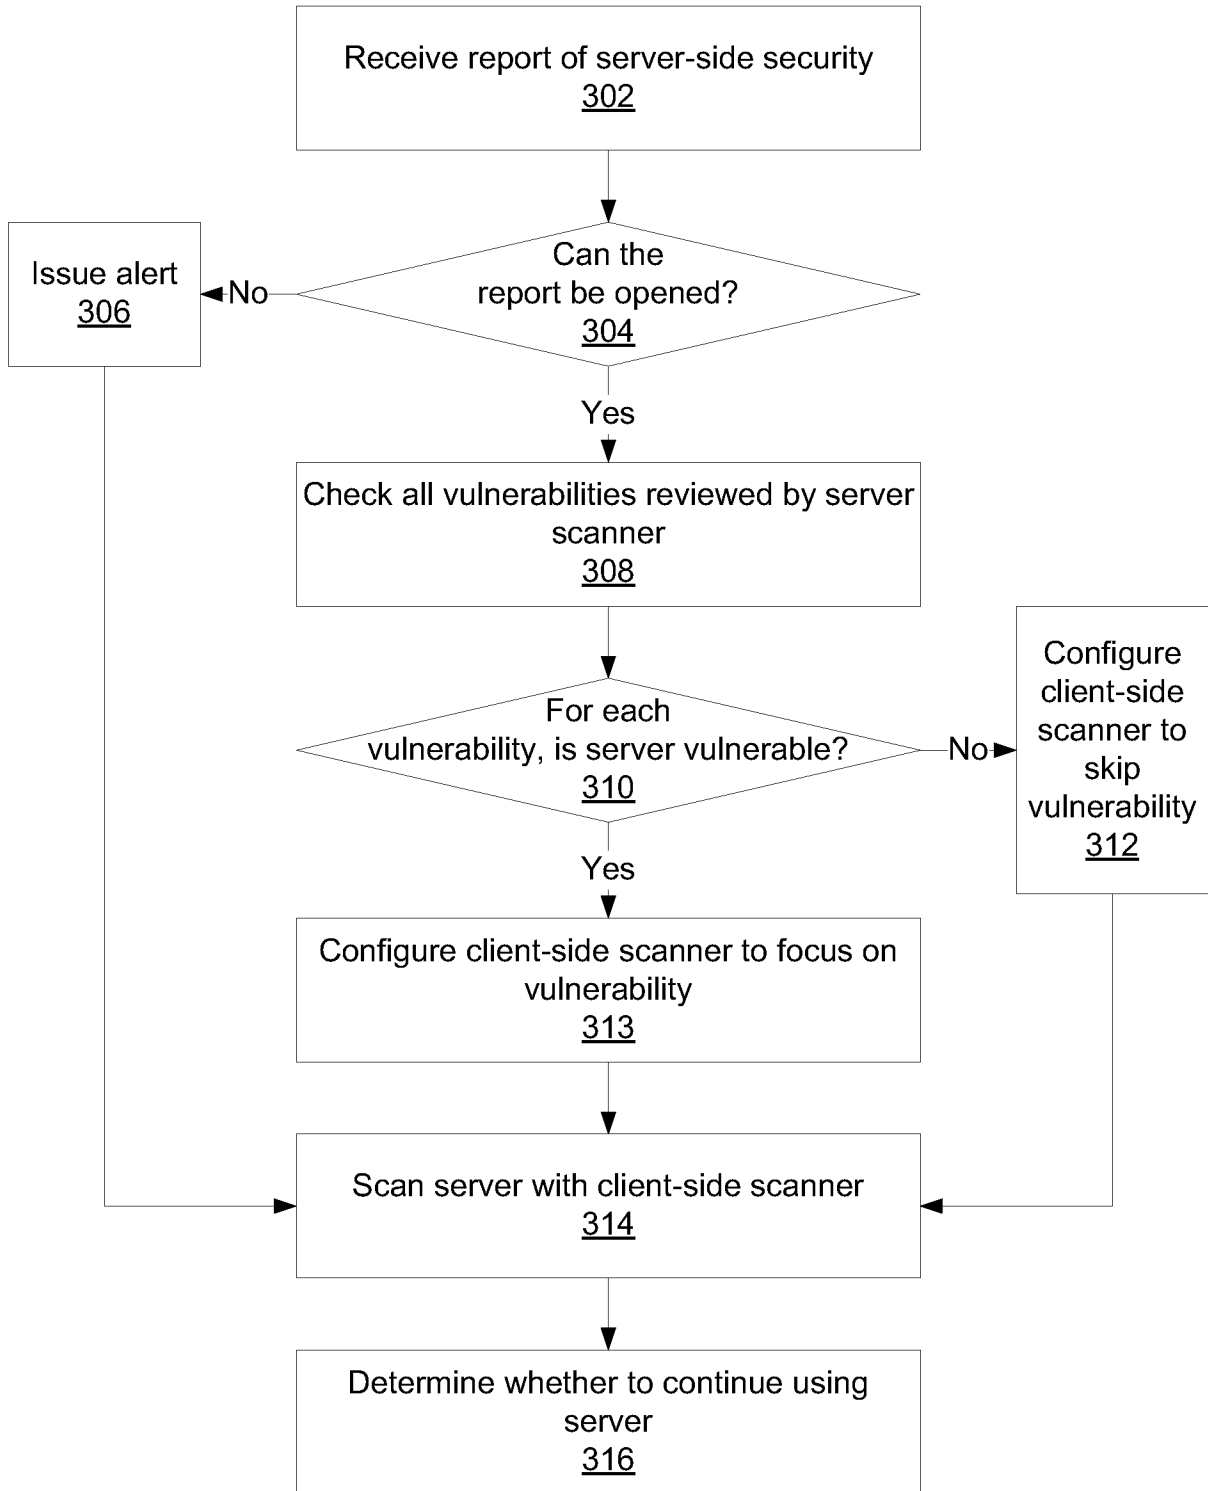 Receive report of server-side security
302
Can the
report be opened?
304
No
Issue alert
306
Yes
Check all vulnerabilities reviewed by server
scanner
308
For each
vulnerability, is server vulnerable?
310
No
Configure
client-side
scanner to
skip
vulnerability
312
Yes
Configure client-side scanner to focus on
vulnerability
313
Scan server with client-side scanner
314
Determine whether to continue using
server
316